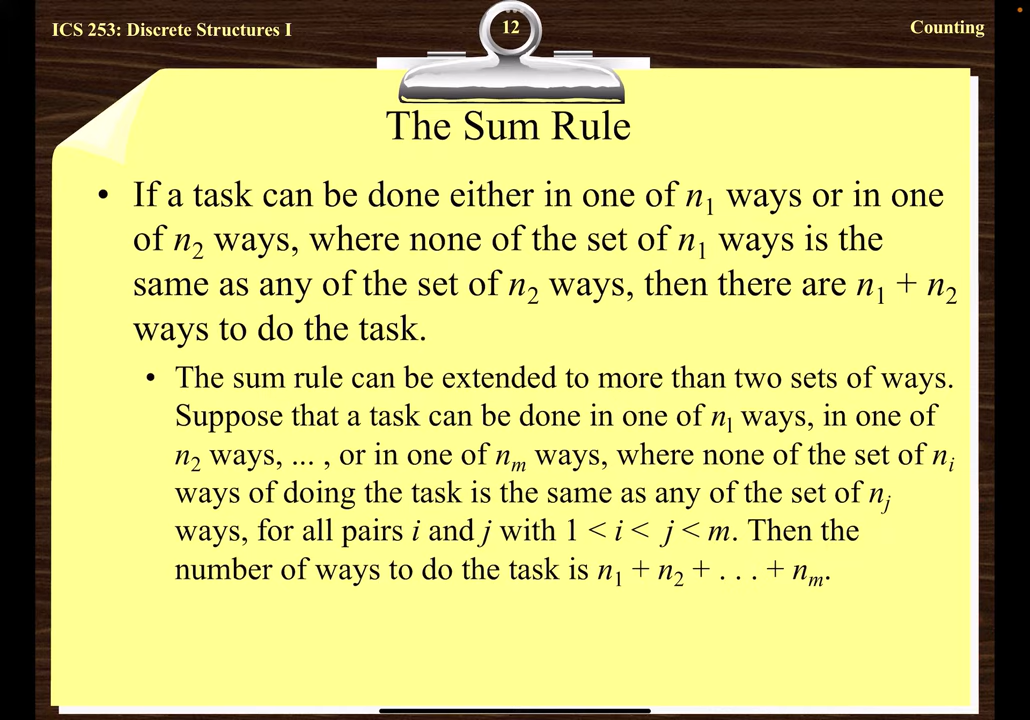 ICS 253: Discrete Structures I
12
Counting
The Sum Rule
• If a task can be done either in one of n₁ ways or in one
of n₂ ways, where none of the set of n₁ ways is the
same as any of the set of n₂ ways, then there are n₁ + n₂
ways to do the task.
• The sum rule can be extended to more than two sets of ways.
Suppose that a task can be done in one of nₗ ways, in one of
n₂ ways, ... , or in one of nₘ ways, where none of the set of nᵢ
ways of doing the task is the same as any of the set of nⱼ
ways, for all pairs i and j with 1 < i < j < m. Then the
number of ways to do the task is n₁ + n₂ + . . . + nₘ.